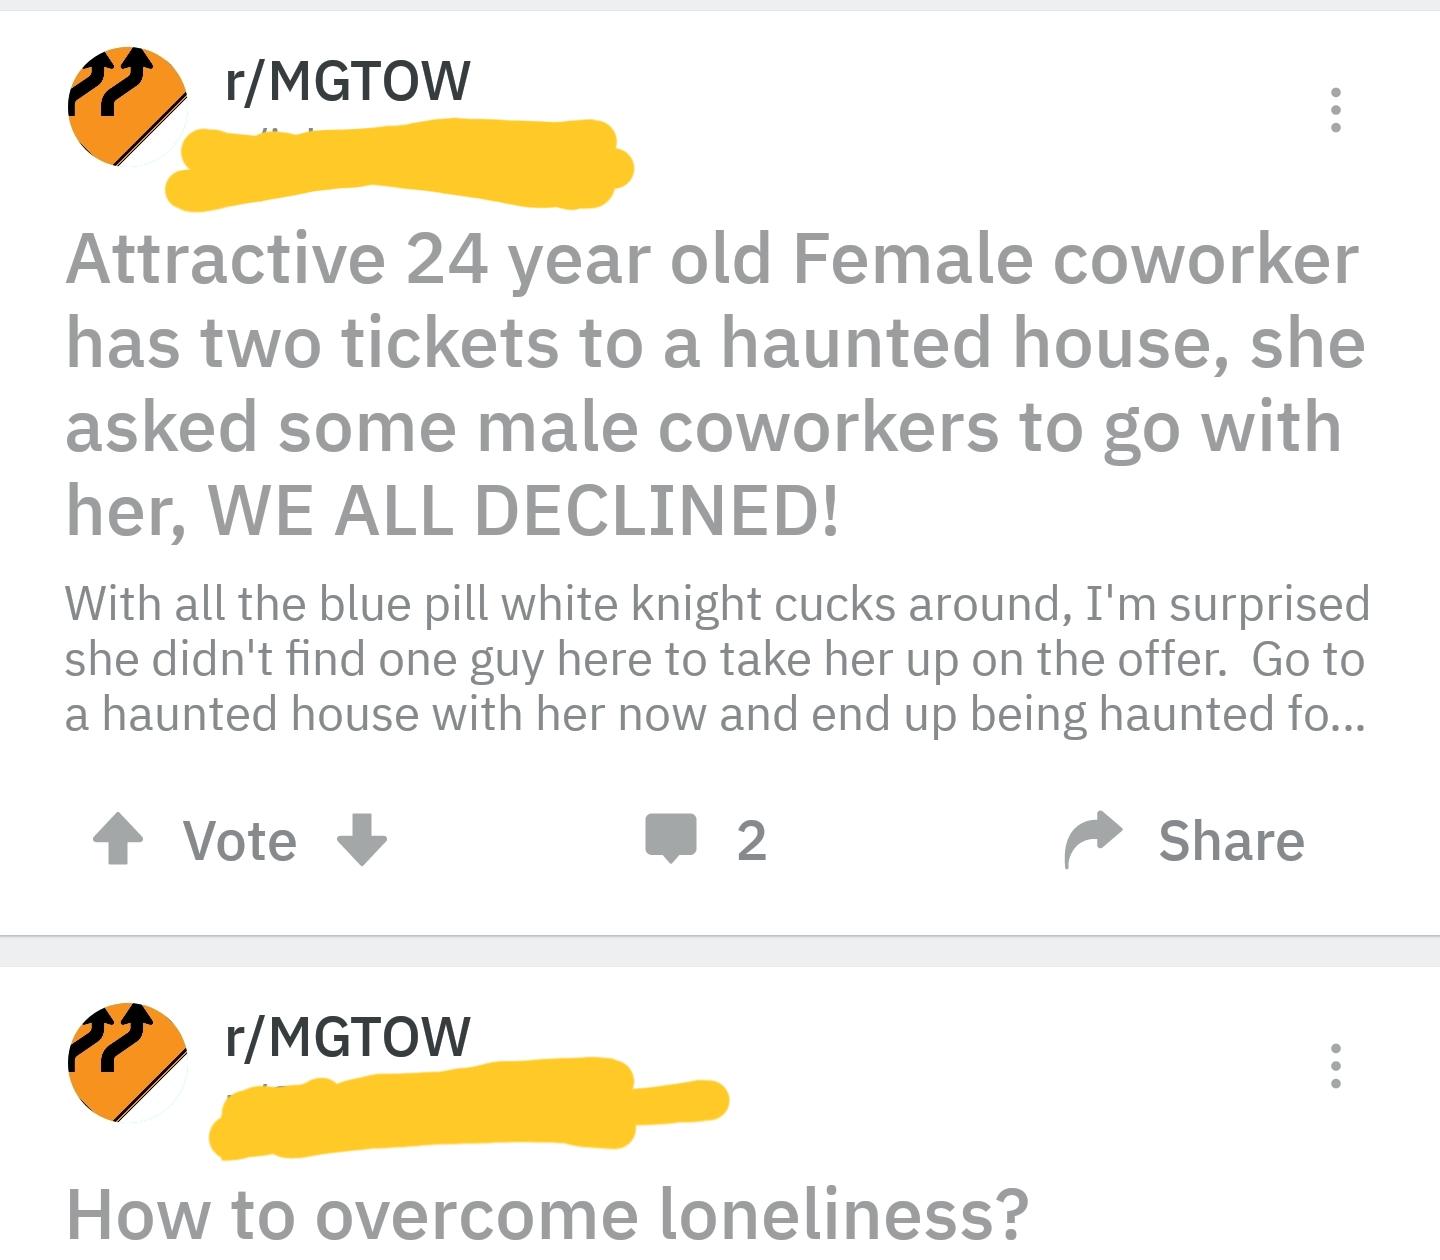 r/MGTOW
Attractive 24 year old Female coworker
has two tickets to a haunted house, she
asked some male coworkers to go with
her, WE ALL DECLINED!
With all the blue pill white knight cucks around, I'm surprised
she didn't find one guy here to take her up on the offer.  Go to
a haunted house with her now and end up being haunted fo...
Vote
2
Share
r/MGTOW
How to overcome loneliness?